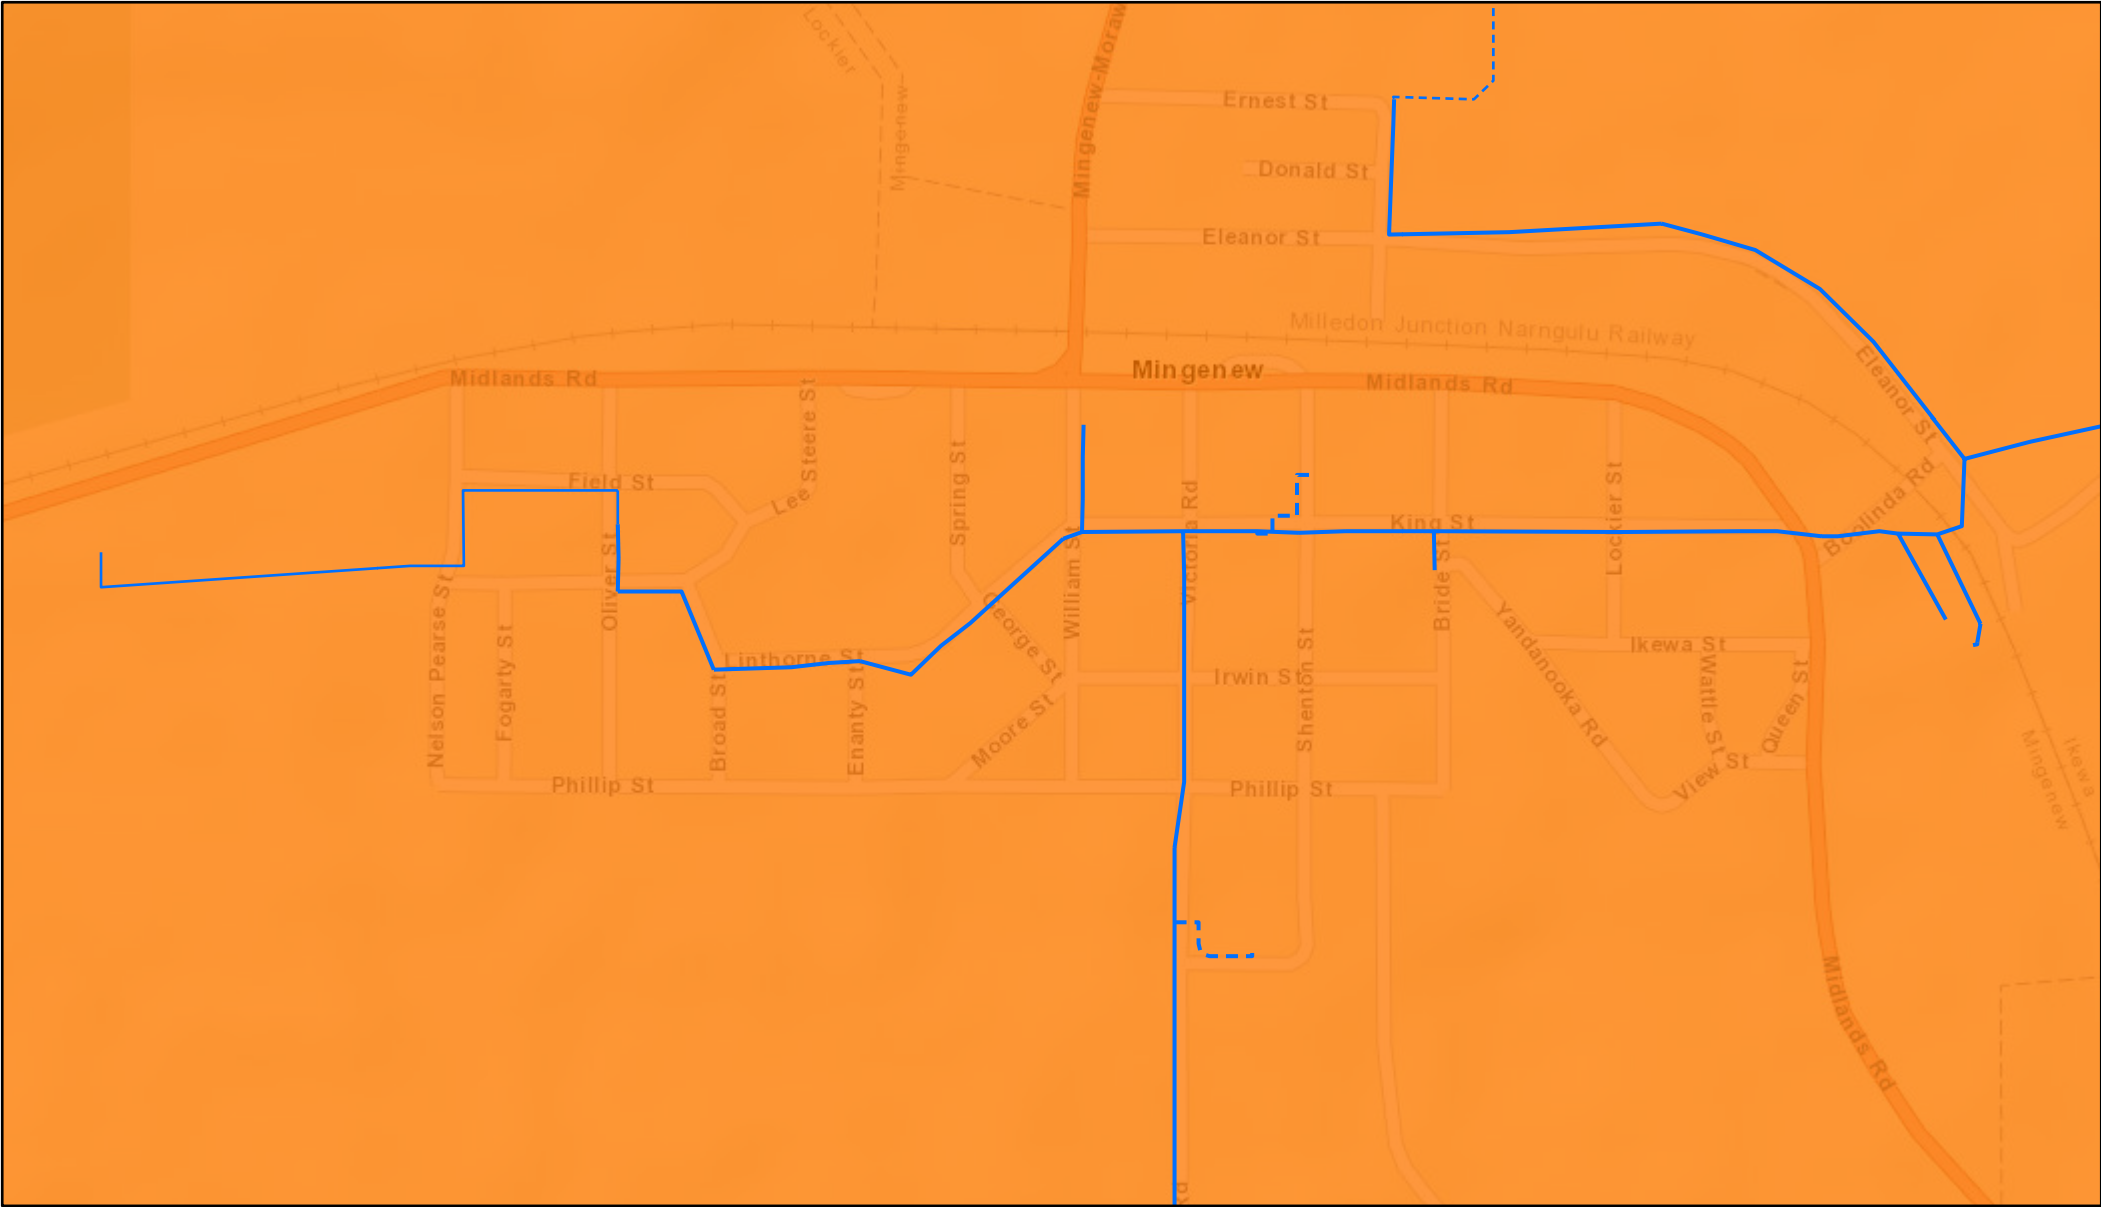 Lockier
Mingenew
Mingenew-Moraw
Ernest St
Donald St
Eleanor St
Milledon Junction Narngulu Railway
Mingenew
Midlands Rd
Midlands Rd
Eleanor St
Steere St
Lee
Field St
Spring St
Victoria Rd
King St
Lockier St
Boolinda Rd
Oliver St
William St
Bride St
Nelson Pearse St
Fogarty St
George St
Yandanooka Rd
Linthorne St
Broad St
Enanty St
Irwin St
Shenton St
Ikewa St
Wattle St
Queen St
Moore St
View St
Phillip St
Phillip St
Ikewa
Mingenew
Midlands Rd
Rd